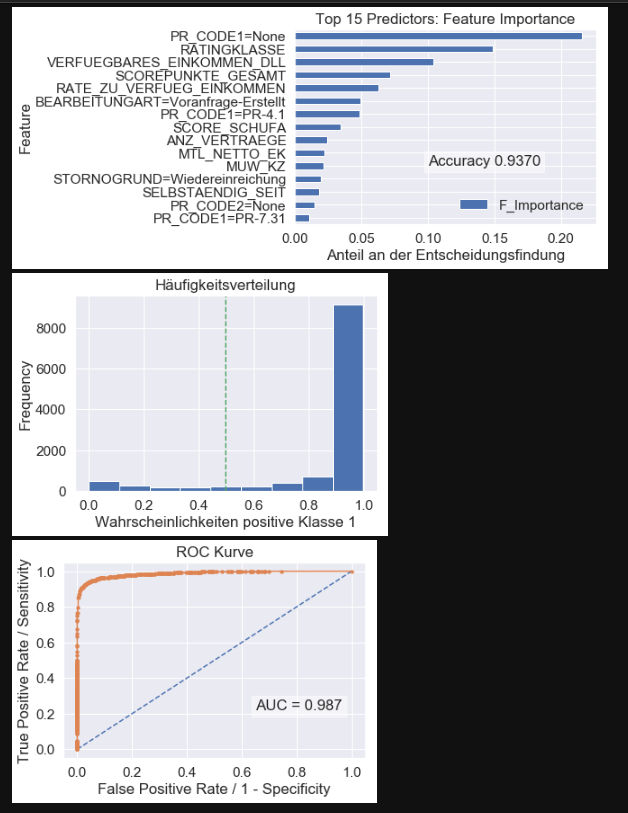 Top 15 Predictors: Feature Importance
Feature
PR_CODE1=None
RATINGKLASSE
VERFUEGBARES_EINKOMMEN_DLL
SCOREPUNKTE_GESAMT
RATE_ZU_VERFUEG_EINKOMMEN
BEARBEITUNGART=Voranfrage-Erstellt
PR_CODE1=PR-4.1
SCORE_SCHUFA
ANZ_VERTRAEGE
MTL_NETTO_EK
MUW_KZ
STORNOGRUND=Wiedereinreichung
SELBSTAENDIG_SEIT
PR_CODE2=None
PR_CODE1=PR-7.31
Accuracy 0.9370
F_Importance
0.00 0.05 0.10 0.15 0.20
Anteil an der Entscheidungsfindung
Häufigkeitsverteilung
Frequency
8000
6000
4000
2000
0
0.0 0.2 0.4 0.6 0.8 1.0
Wahrscheinlichkeiten positive Klasse 1
ROC Kurve
True Positive Rate / Sensitivity
1.0
0.8
0.6
0.4
0.2
0.0
AUC = 0.987
0.0 0.2 0.4 0.6 0.8 1.0
False Positive Rate / 1 - Specificity